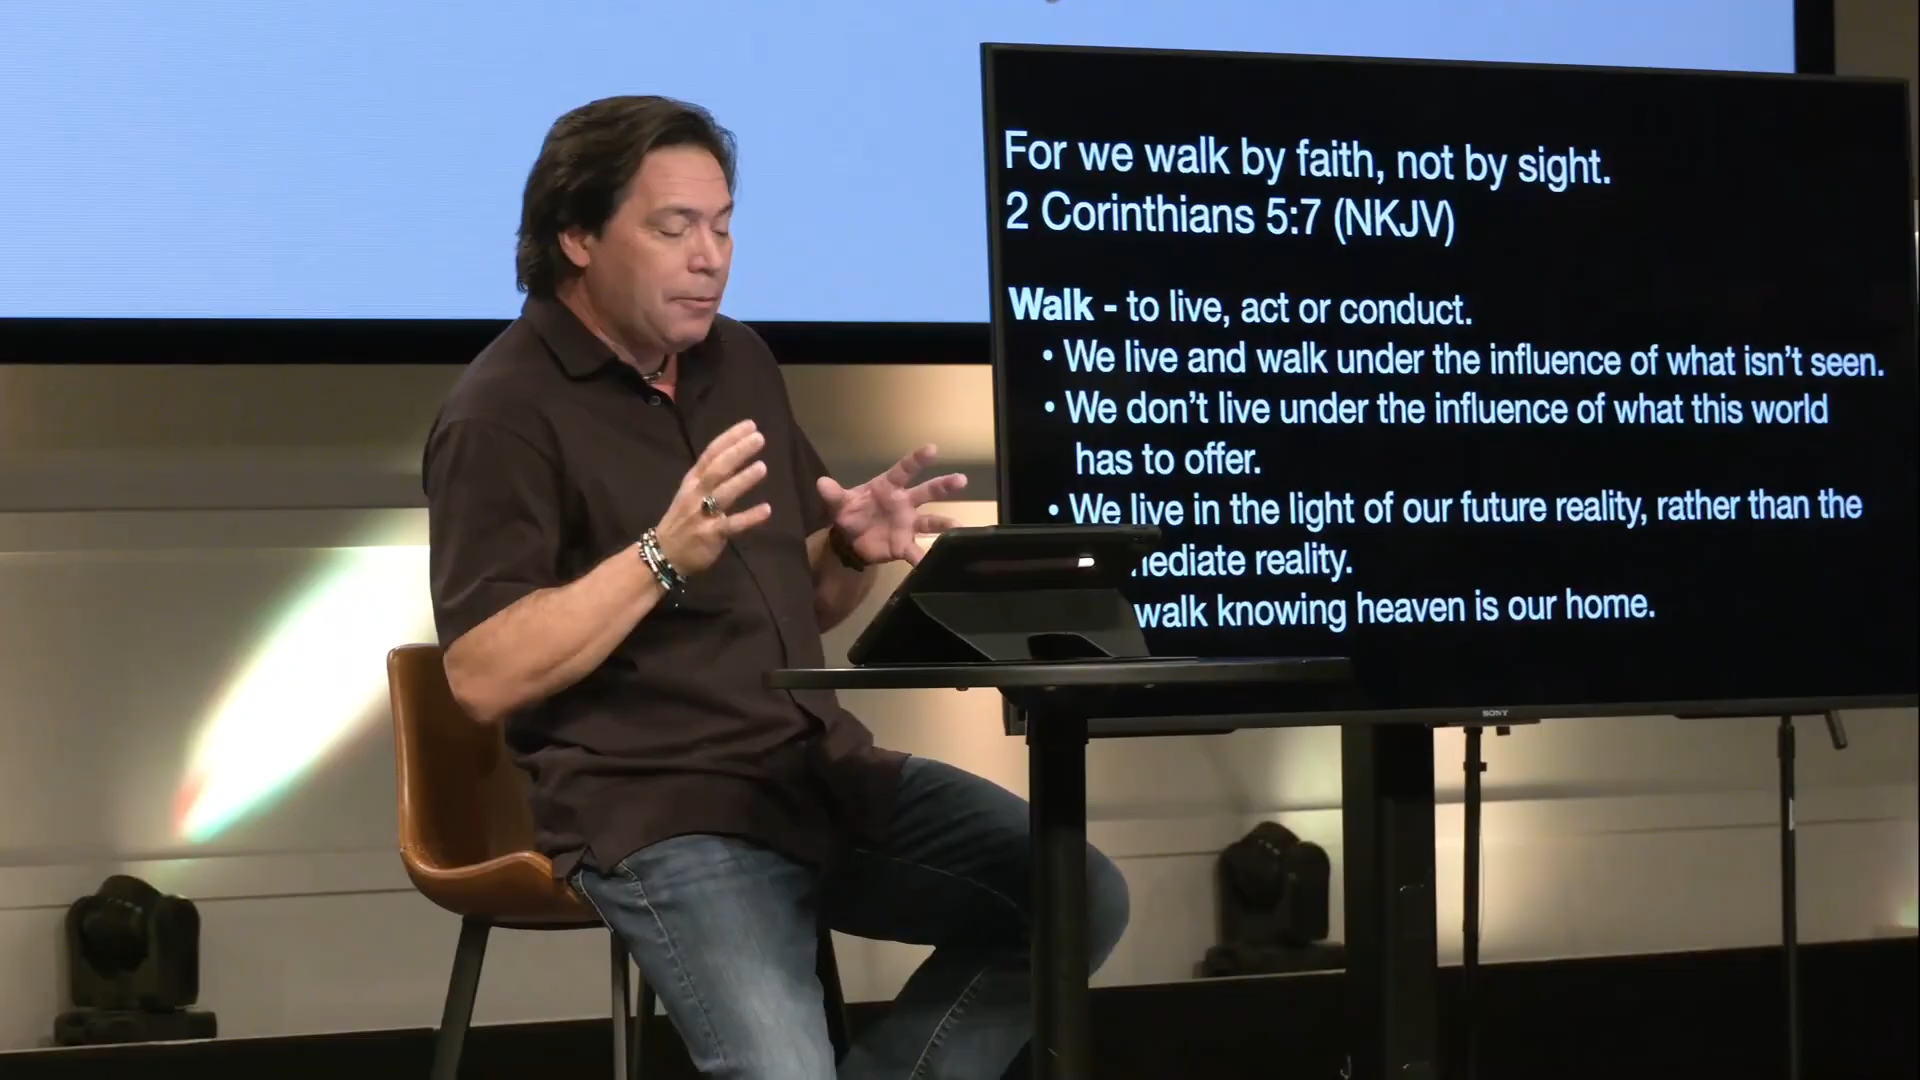 For we walk by faith, not by sight.
2 Corinthians 5:7 (NKJV)
Walk - to live, act or conduct.
• We live and walk under the influence of what isn't seen.
• We don't live under the influence of what this world
has to offer.
• We live in the light of our future reality, rather than the
reality.
walk knowing heaven is our home.
SONY